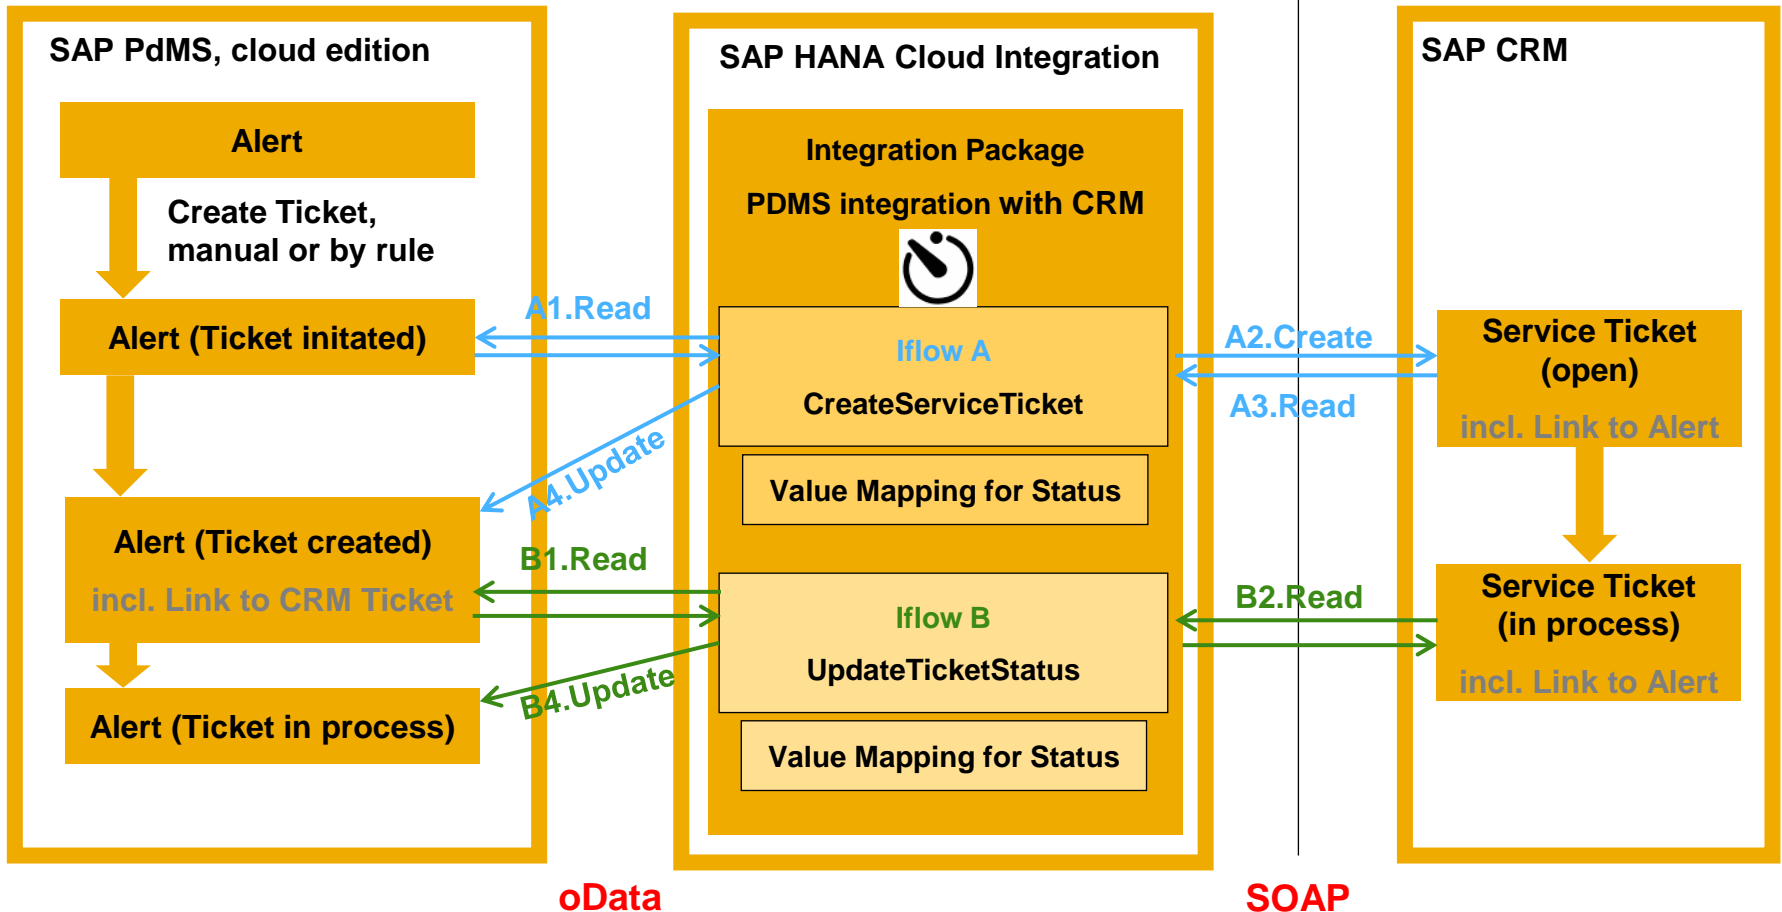 SAP PdMS, cloud edition
Alert
Create Ticket,
manual or by rule
Alert (Ticket initated)
Alert (Ticket created)
incl. Link to CRM Ticket
Alert (Ticket in process)
A1.Read
A4.Update
B1.Read
B4.Update
oData
SAP HANA Cloud Integration
Integration Package
PDMS integration with CRM
Iflow A
CreateServiceTicket
Value Mapping for Status
Iflow B
UpdateTicketStatus
Value Mapping for Status
A2.Create
A3.Read
B2.Read
SOAP
SAP CRM
Service Ticket
(open)
incl. Link to Alert
Service Ticket
(in process)
incl. Link to Alert